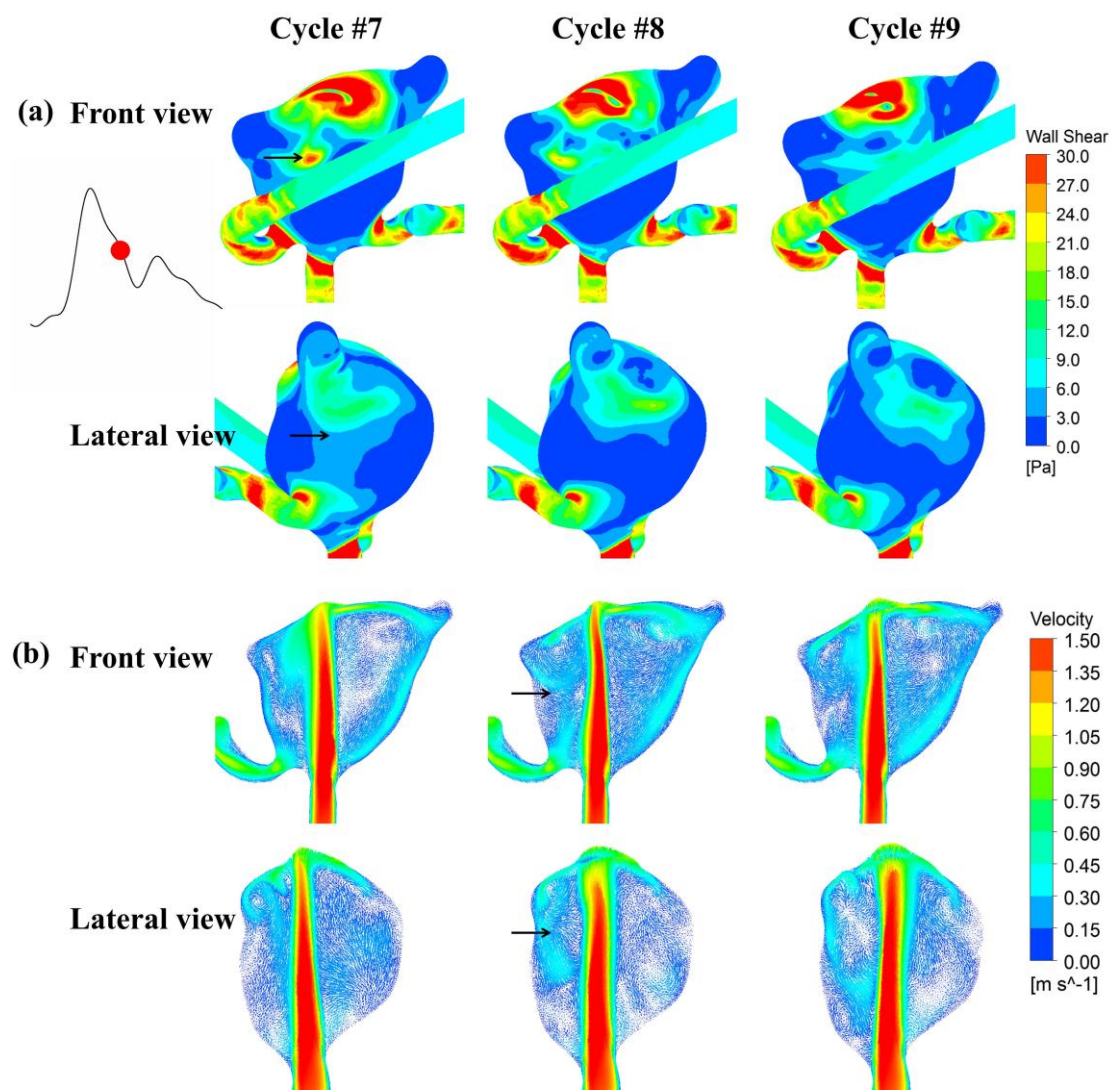 Cycle #7 Cycle #8 Cycle #9
(a) Front view
Wall Shear
30.0
27.0
24.0
21.0
18.0
15.0
12.0
9.0
6.0
3.0
0.0
[Pa]
Lateral view
(b) Front view
Velocity
1.50
1.35
1.20
1.05
0.90
0.75
0.60
0.45
0.30
0.15
0.00
[m s^-1]
Lateral view